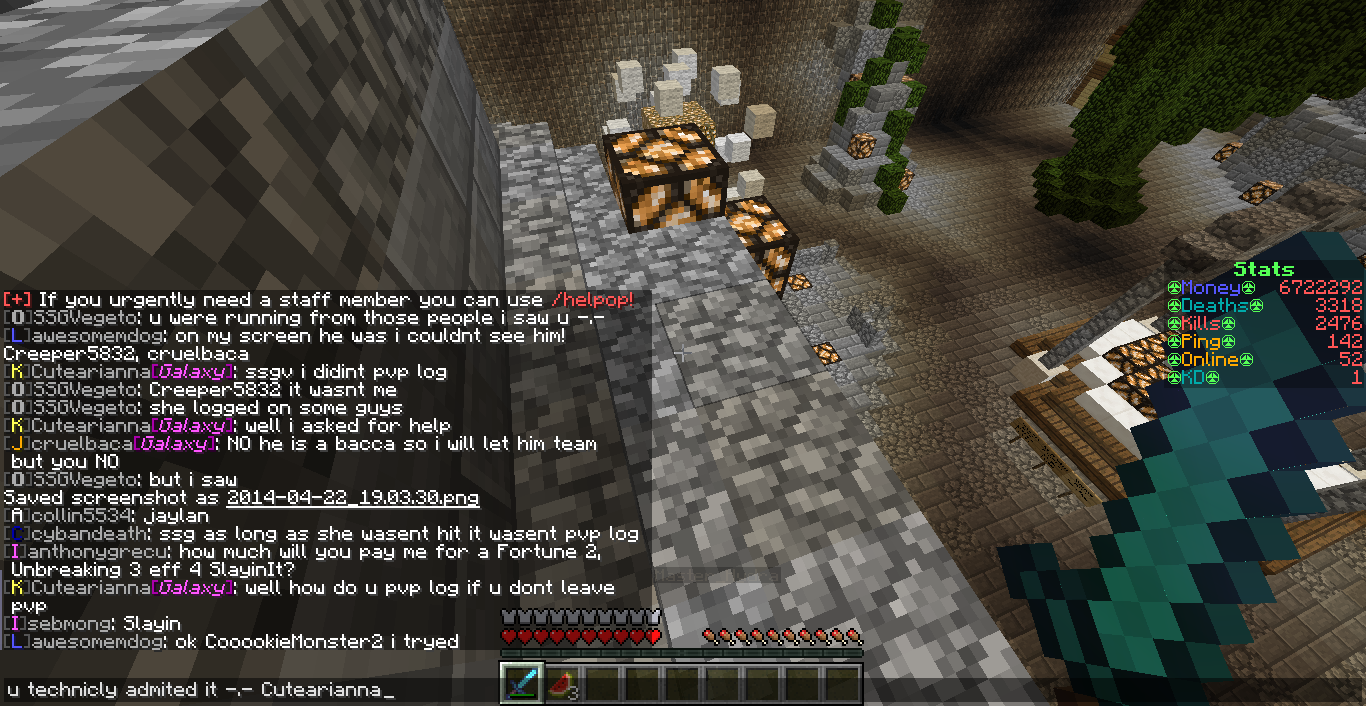 [+] If you urgently need a staff member you can use /helpop!
[O]SSGVegeto: u were running from those people i saw u -.-
[L]awesomemdog: on my screen he was i couldnt see him!
Creeper5832, cruelbaca
[K]Cutearianna[Galaxy]: ssgv i didint pvp log
[O]SSGVegeto: Creeper5832 it wasnt me
[O]SSGVegeto: she logged on some guys
[K]Cutearianna[Galaxy]: well i asked for help
[J]cruelbaca[Galaxy]: NO he is a bacca so i will let him team
but you NO
[O]SSGVegeto: but i saw
Saved screenshot as 2014-04-22_19.03.30.png
[A]collin5534: jaylan
[C]cybandeath: ssg as long as she wasent hit it wasent pvp log
[I]anthonygrecu: how much will you pay me for a Fortune 2,
Unbreaking 3 eff 4 SlayinIt?
[K]Cutearianna[Galaxy]: well how do u pvp log if u dont leave
pvp
[I]sebmong: Slayin
[L]awesomemdog: ok CooookieMonster2 i tryed
u technicly admited it -.- Cutearianna_
Stats
Money 6722292
Deaths 3318
Kills 2476
Ping 142
Online 52
KD 1
3